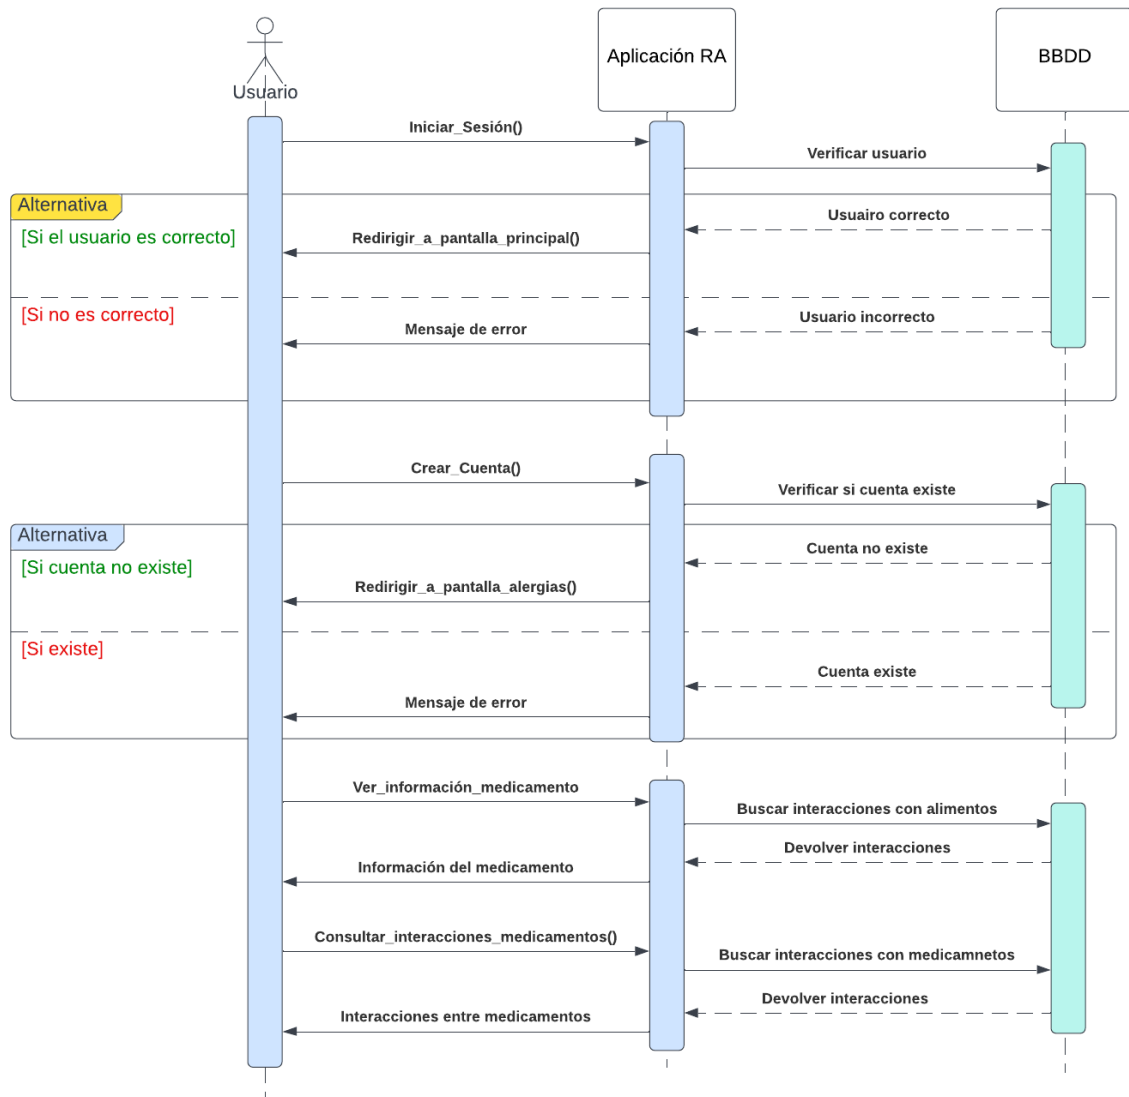 Usuario
Aplicación RA
BBDD
Iniciar_Sesión()
Verificar usuario
Alternativa
[Si el usuario es correcto]
Usuairo correcto
Redirigir_a_pantalla_principal()
[Si no es correcto]
Usuario incorrecto
Mensaje de error
Crear_Cuenta()
Verificar si cuenta existe
Alternativa
[Si cuenta no existe]
Cuenta no existe
Redirigir_a_pantalla_alergias()
[Si existe]
Cuenta existe
Mensaje de error
Ver_información_medicamento
Buscar interacciones con alimentos
Devolver interacciones
Información del medicamento
Consultar_interacciones_medicamentos()
Buscar interacciones con medicamnetos
Devolver interacciones
Interacciones entre medicamentos